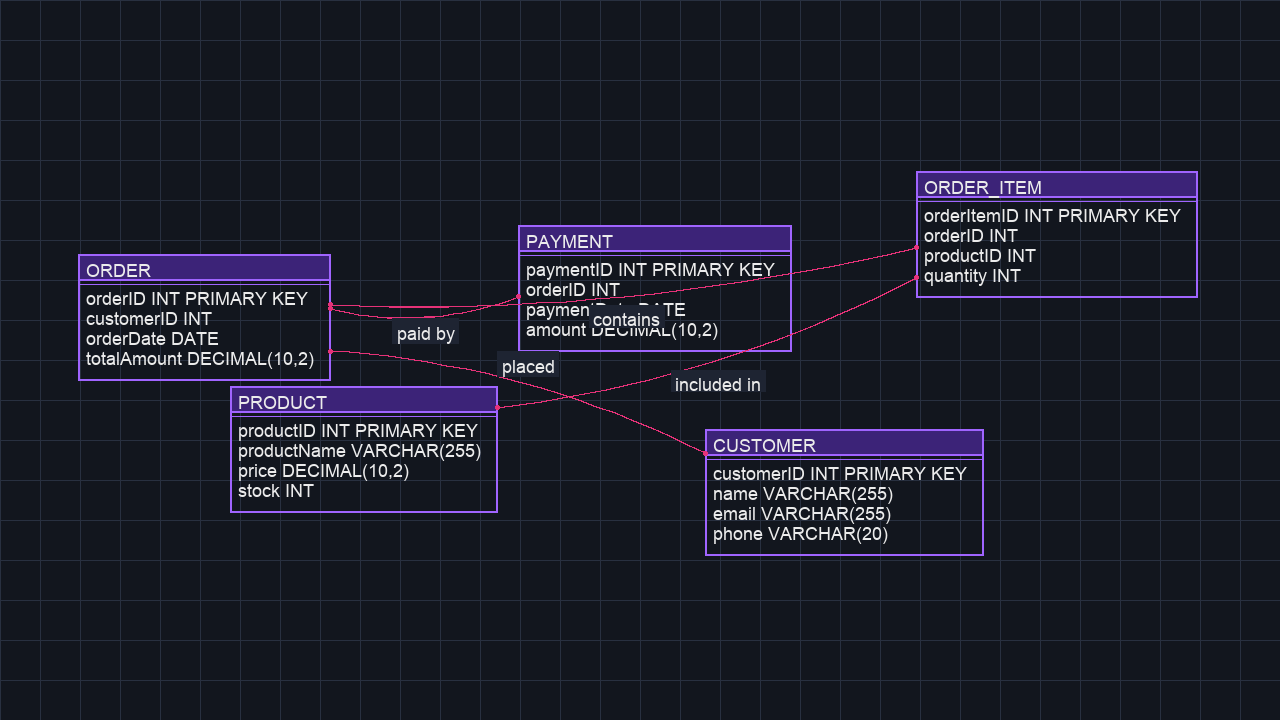 ORDER_ITEM
orderItemID INT PRIMARY KEY
orderID INT
productID INT
quantity INT
PAYMENT
paymentID INT PRIMARY KEY
orderID INT
DATE
amount DECIMAL(10,2)
contains
ORDER
orderID INT PRIMARY KEY
customerID INT
orderDate DATE
totalAmount DECIMAL(10,2)
paid by
placed
included in
PRODUCT
productID INT PRIMARY KEY
productName VARCHAR(255)
price DECIMAL(10,2)
stock INT
CUSTOMER
customerID INT PRIMARY KEY
name VARCHAR(255)
email VARCHAR(255)
phone VARCHAR(20)